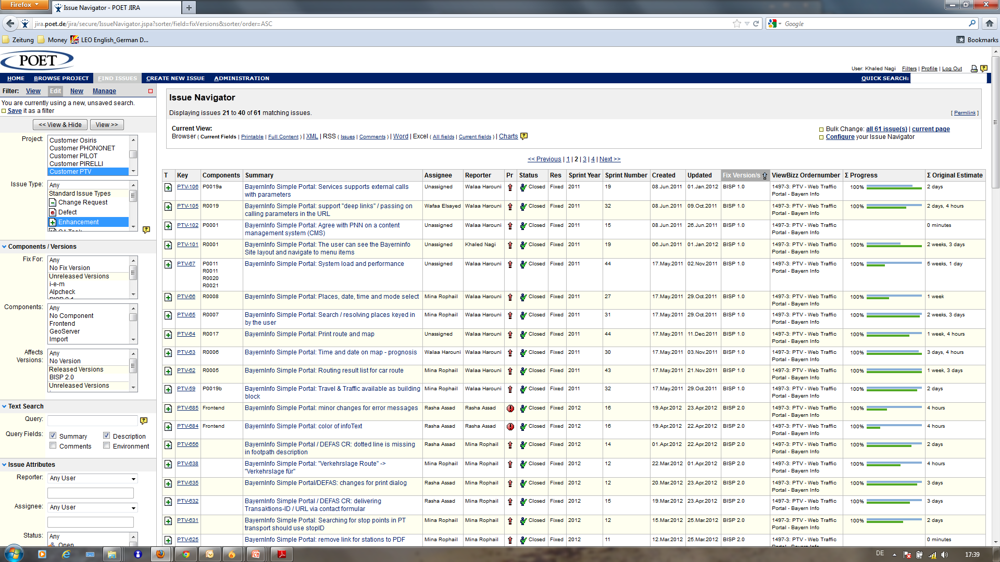 Firefox
Issue Navigator - POET JIRA
jira.poet.de/jira/secure/IssueNavigator.jspa?sorter/field=fixVersions&sorter/order=ASC
Google
Zeitung Money LEO English_German D...
Bookmarks
POET
User: Khaled Nagi Filters | Profile | Log Out
HOME BROWSE PROJECT FIND ISSUES CREATE NEW ISSUE ADMINISTRATION QUICK SEARCH:
Filter: View Edit New Manage
You are currently using a new, unsaved search.
Save it as a filter
<< View & Hide View >>
Project:
Customer Osiris
Customer PHONONET
Customer PILOT
Customer PIRELLI
Customer PTV
Issue Type:
Any
Standard Issue Types
Change Request
Defect
Enhancement
Components / Versions
Fix For:
Any
No Fix Version
Unreleased Versions
i-e-m
Alpcheck
Components:
Any
No Component
Frontend
GeoServer
Import
Affects Versions:
Any
No Version
Released Versions
BISP 2.0
Unreleased Versions
Text Search
Query:
Query Fields:
Summary Description
Comments Environment
Issue Attributes
Reporter: Any User
Assignee: Any User
Status: Any
Open
Issue Navigator
Displaying issues 21 to 40 of 61 matching issues.
[ Permlink ]
Current View:
Browser ( Current Fields | Printable | Full Content ) | XML | RSS ( Issues | Comments ) | Word | Excel ( All fields | Current fields ) | Charts
Bulk Change: all 61 issue(s) | current page
Configure your Issue Navigator
<< Previous | 1 | 2 | 3 | 4 | Next >>
T Key Components Summary Assignee Reporter Pr Status Res Sprint Year Sprint Number Created Updated Fix Version/s ViewBizz Ordernumber Σ Progress Σ Original Estimate
PTV-106 P0019a BayernInfo Simple Portal: Services supports external calls with parameters Unassigned Walaa Harouni Closed Fixed 2011 19 08.Jun.2011 01.Jan.2012 BISP 1.0 1497-3: PTV - Web Traffic Portal - Bayern Info 100% 2 days
PTV-105 R0019 BayernInfo Simple Portal: support "deep links" / passing on calling parameters in the URL Wafaa Elsayed Walaa Harouni Closed Fixed 2011 32 08.Jun.2011 09.Oct.2011 BISP 1.0 1497-3: PTV - Web Traffic Portal - Bayern Info 100% 2 days, 4 hours
PTV-102 P0001 BayernInfo Simple Portal: Agree with PNN on a content management system (CMS) Unassigned Walaa Harouni Closed Fixed 2011 15 08.Jun.2011 26.Jun.2011 BISP 1.0 1497-3: PTV - Web Traffic Portal - Bayern Info 0 minutes
PTV-101 R0001 BayernInfo Simple Portal: The user can see the Bayerninfo Site layout and navigate to menu items Unassigned Khaled Nagi Closed Fixed 2011 19 06.Jun.2011 01.Jan.2012 BISP 1.0 1497-3: PTV - Web Traffic Portal - Bayern Info 100% 2 weeks, 3 days
PTV-67 P0011 R0011 R0020 R0021 BayernInfo Simple Portal: System load and performance Unassigned Walaa Harouni Closed Fixed 2011 44 17.May.2011 02.Nov.2011 BISP 1.0 1497-3: PTV - Web Traffic Portal - Bayern Info 100% 5 weeks, 1 day
PTV-66 R0008 BayernInfo Simple Portal: Places, date, time and mode select Mina Rophail Walaa Harouni Closed Fixed 2011 27 17.May.2011 29.Oct.2011 BISP 1.0 1497-3: PTV - Web Traffic Portal - Bayern Info 100% 1 week
PTV-65 R0007 BayernInfo Simple Portal: Search / resolving places keyed in by the user Mina Rophail Walaa Harouni Closed Fixed 2011 31 17.May.2011 29.Oct.2011 BISP 1.0 1497-3: PTV - Web Traffic Portal - Bayern Info 100% 2 weeks, 3 days
PTV-64 R0017 BayernInfo Simple Portal: Print route and map Unassigned Walaa Harouni Closed Fixed 2011 44 17.May.2011 11.Dec.2011 BISP 1.0 1497-3: PTV - Web Traffic Portal - Bayern Info 100% 1 week, 4 hours
PTV-63 R0006 BayernInfo Simple Portal: Time and date on map - prognosis Walaa Harouni Walaa Harouni Closed Fixed 2011 30 17.May.2011 03.Nov.2011 BISP 1.0 1497-3: PTV - Web Traffic Portal - Bayern Info 100% 3 days, 4 hours
PTV-62 R0005 BayernInfo Simple Portal: Routing result list for car route Mina Rophail Walaa Harouni Closed Fixed 2011 43 17.May.2011 21.Nov.2011 BISP 1.0 1497-3: PTV - Web Traffic Portal - Bayern Info 100% 1 week, 3 days
PTV-59 P0019b BayernInfo Simple Portal: Travel & Traffic available as building block Mina Rophail Walaa Harouni Closed Fixed 2011 32 17.May.2011 29.Oct.2011 BISP 1.0 1497-3: PTV - Web Traffic Portal - Bayern Info 100% 2 days
PTV-685 Frontend BayernInfo Simple Portal: minor changes for error messages Rasha Assad Rasha Assad Closed Fixed 2012 16 19.Apr.2012 23.Apr.2012 BISP 2.0 1497-3: PTV - Web Traffic Portal - Bayern Info 100% 4 hours
PTV-684 Frontend BayernInfo Simple Portal: color of infoText Rasha Assad Rasha Assad Closed Fixed 2012 16 19.Apr.2012 22.Apr.2012 BISP 2.0 1497-3: PTV - Web Traffic Portal - Bayern Info 100% 4 hours
PTV-656 BayernInfo Simple Portal / DEFAS CR: dotted line is missing in footpath description Rasha Assad Mina Rophail Closed Fixed 2012 14 01.Apr.2012 22.Apr.2012 BISP 2.0 1497-3: PTV - Web Traffic Portal - Bayern Info 100% 2 days
PTV-638 BayernInfo Simple Portal: "Verkehrslage Route" -> "Verkehrslage für" Mina Rophail Mina Rophail Closed Fixed 2012 12 22.Mar.2012 01.Apr.2012 BISP 2.0 1497-3: PTV - Web Traffic Portal - Bayern Info 100% 4 hours
PTV-635 BayernInfo Simple Portal/DEFAS: changes for print dialog Rasha Assad Mina Rophail Closed Fixed 2012 12 20.Mar.2012 23.Apr.2012 BISP 2.0 1497-3: PTV - Web Traffic Portal - Bayern Info 100% 3 days
PTV-632 BayernInfo Simple Portal / DEFAS CR: delivering Transaktions-ID / URL via contact formular Rasha Assad Mina Rophail Closed Fixed 2012 15 19.Mar.2012 23.Apr.2012 BISP 2.0 1497-3: PTV - Web Traffic Portal - Bayern Info 100% 3 days
PTV-631 BayernInfo Simple Portal: Searching for stop points in PT transport should use stopID Mina Rophail Mina Rophail Closed Fixed 2012 12 15.Mar.2012 25.Mar.2012 BISP 2.0 1497-3: PTV - Web Traffic Portal - Bayern Info 100% 2 days
PTV-625 BayernInfo Simple Portal: remove link for stations to PDF Mina Rophail Mina Rophail Closed Fixed 2012 11 12.Mar.2012 25.Mar.2012 BISP 2.0 1497-3: PTV - Web Traffic 0 minutes
DE 17:39